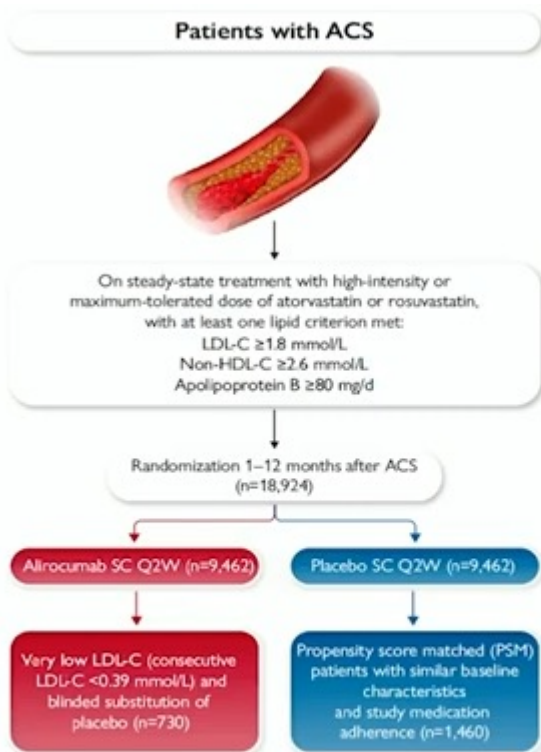 Patients with ACS
On steady-state treatment with high-intensity or
maximum-tolerated dose of atorvastatin or rosuvastatin,
with at least one lipid criterion met:
LDL-C ≥1.8 mmol/L
Non-HDL-C ≥2.6 mmol/L
Apolipoprotein B ≥80 mg/d
Randomization 1–12 months after ACS
(n=18,924)
Alirocumab SC Q2W (n=9,462)
Placebo SC Q2W (n=9,462)
Very low LDL-C (consecutive
LDL-C <0.39 mmol/L) and
blinded substitution of
placebo (n=730)
Propensity score matched (PSM)
patients with similar baseline
characteristics
and study medication
adherence (n=1,460)